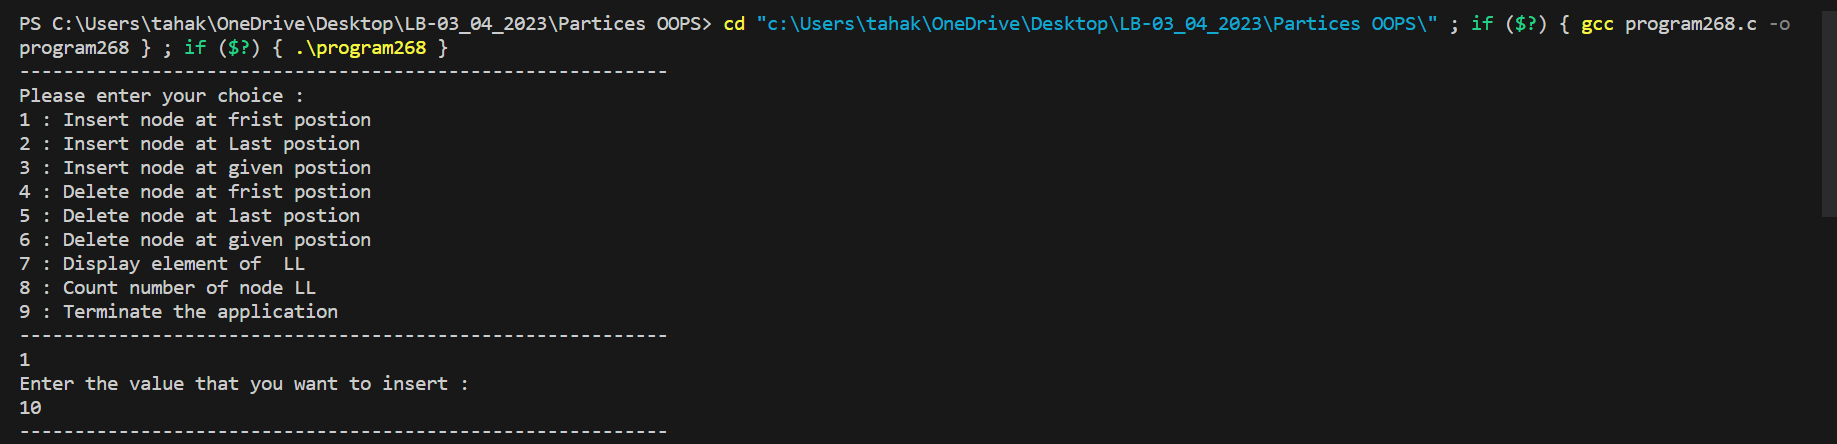 PS C:\Users\tahak\OneDrive\Desktop\LB-03_04_2023\Partices OOPS> cd "c:\Users\tahak\OneDrive\Desktop\LB-03_04_2023\Partices OOPS\" ; if ($?) { gcc program268.c -o
program268 } ; if ($?) { .\program268 }
-----------------------------------------------------------
Please enter your choice :
1 : Insert node at frist postion
2 : Insert node at Last postion
3 : Insert node at given postion
4 : Delete node at frist postion
5 : Delete node at last postion
6 : Delete node at given postion
7 : Display element of  LL
8 : Count number of node LL
9 : Terminate the application
-----------------------------------------------------------
1
Enter the value that you want to insert :
10
-----------------------------------------------------------